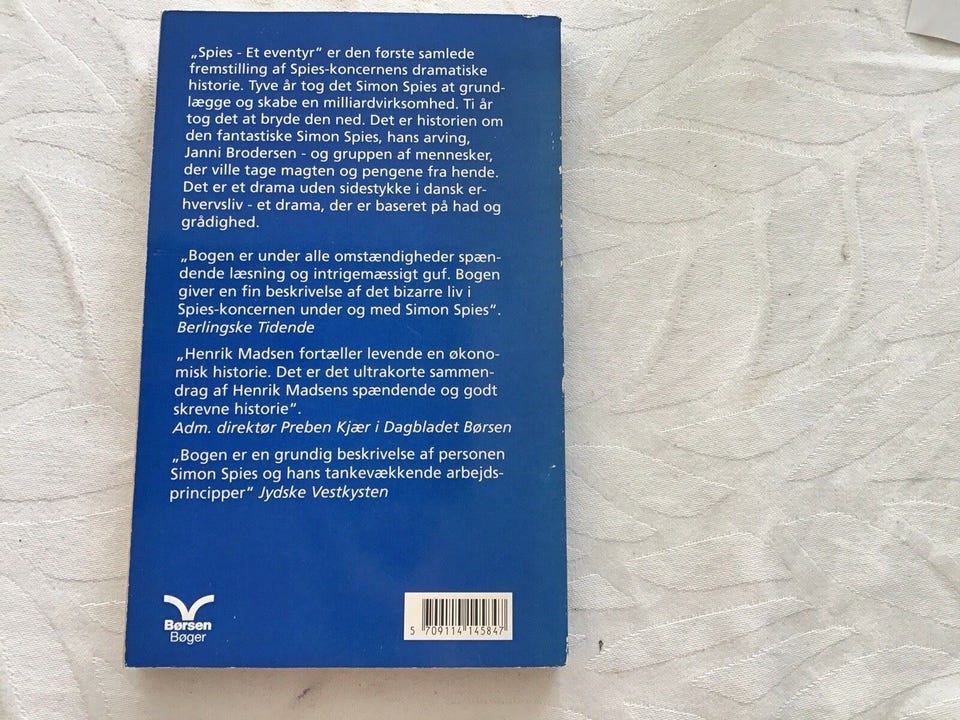 „Spies - Et eventyr“ er den første samlede
fremstilling af Spies-koncernens dramatiske
historie. Tyve år tog det Simon Spies at grund-
lægge og skabe en milliardvirksomhed. Ti år
tog det at bryde den ned. Det er historien om
den fantastiske Simon Spies, hans arving,
Janni Brodersen - og gruppen af mennesker,
der ville tage magten og pengene fra hende.
Det er et drama uden sidestykke i dansk er-
hvervsliv - et drama, der er baseret på had og
grådighed.
„Bogen er under alle omstændigheder spæn-
dende læsning og intrigemæssigt guf. Bogen
giver en fin beskrivelse af det bizarre liv i
Spies-koncernen under og med Simon Spies“.
Berlingske Tidende
„Henrik Madsen fortæller levende en økono-
misk historie. Det er det ultrakorte sammen-
drag af Henrik Madsens spændende og godt
skrevne historie“.
Adm. direktør Preben Kjær i Dagbladet Børsen
„Bogen er en grundig beskrivelse af personen
Simon Spies og hans tankevækkende arbejds-
principper“ Jydske Vestkysten
Børsen
Bøger
5 709114 145847